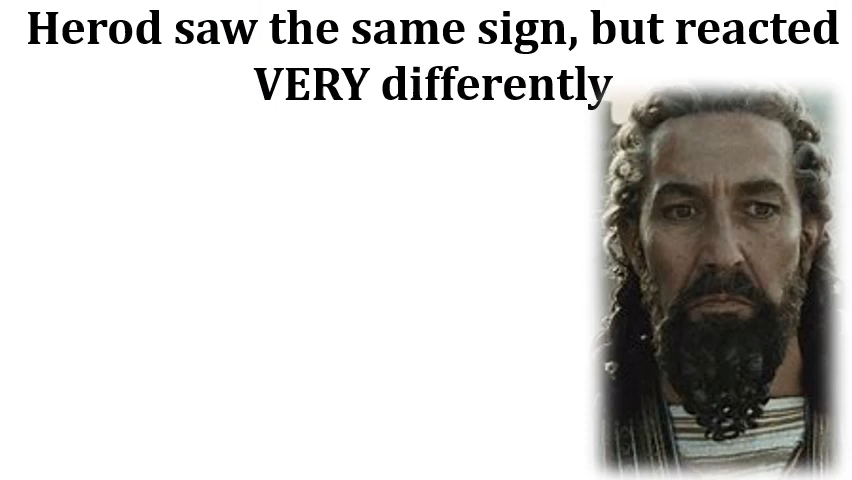 Herod saw the same sign, but reacted
VERY differently